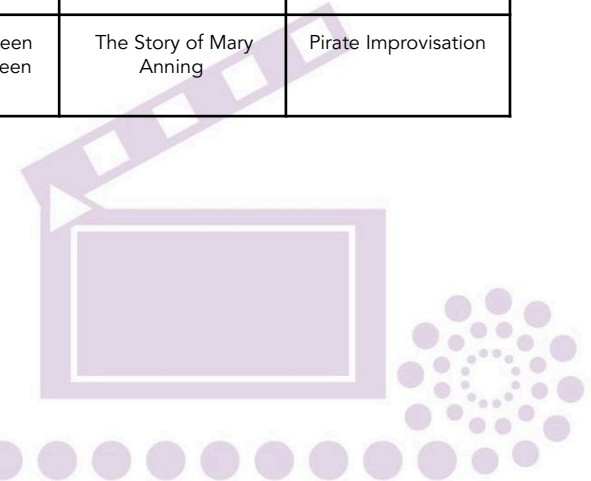 The Story of Mary
Anning
Pirate Improvisation